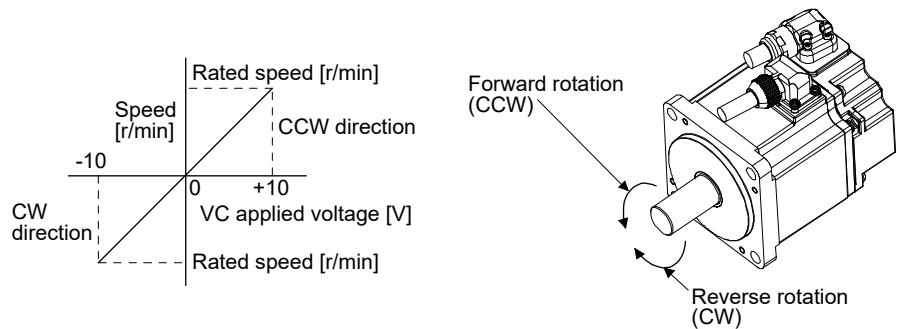 Rated speed [r/min]
Speed
[r/min]
CCW direction
-10
0
+10
CW
direction
VC applied voltage [V]
Rated speed [r/min]
Forward rotation
(CCW)
Reverse rotation
(CW)